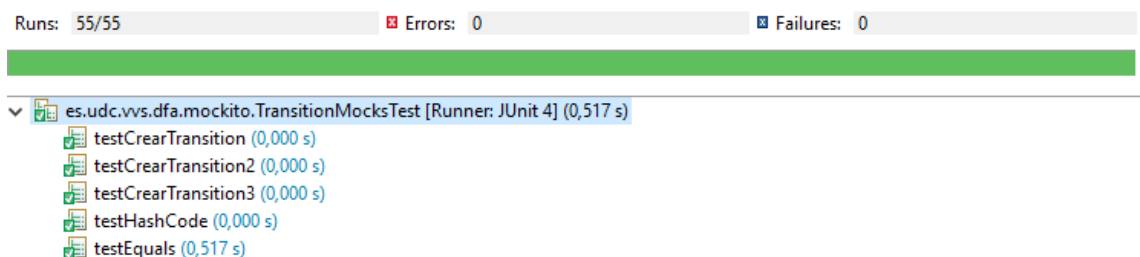 Runs: 55/55 Errors: 0 Failures: 0
es.udc.vvs.dfa.mockito.TransitionMocksTest [Runner: JUnit 4] (0,517 s)
testCrearTransition (0,000 s)
testCrearTransition2 (0,000 s)
testCrearTransition3 (0,000 s)
testHashCode (0,000 s)
testEquals (0,517 s)